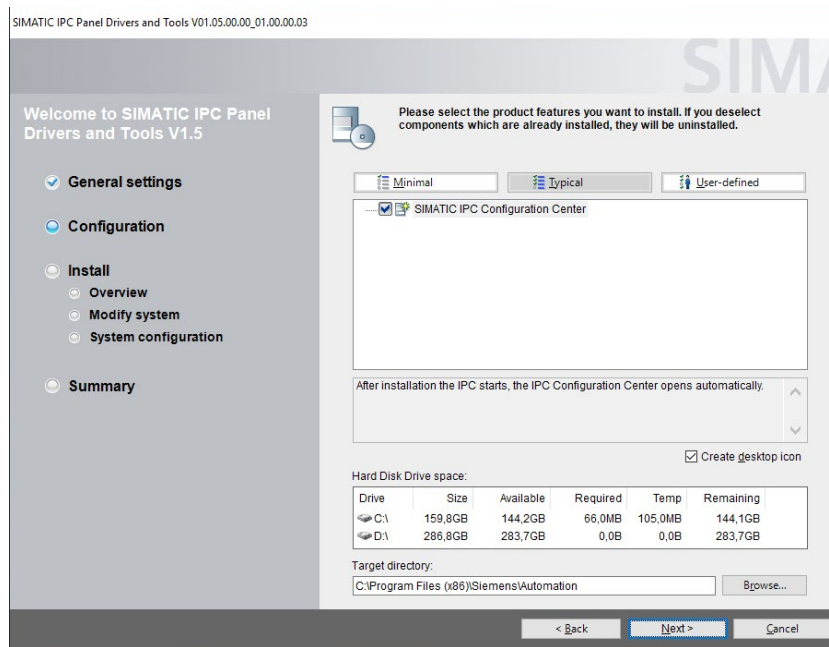 SIMATIC IPC Panel Drivers and Tools V01.05.00.00_01.00.00.03
Welcome to SIMATIC IPC Panel
Drivers and Tools V1.5
General settings
Configuration
Install
Overview
Modify system
System configuration
Summary
Please select the product features you want to install. If you deselect
components which are already installed, they will be uninstalled.
Minimal Typical User-defined
SIMATIC IPC Configuration Center
After installation the IPC starts, the IPC Configuration Center opens automatically.
Create desktop icon
Hard Disk Drive space:
Drive Size Available Required Temp Remaining
C:\ 159,8GB 144,2GB 66,0MB 105,0MB 144,1GB
D:\ 286,8GB 283,7GB 0,0B 0,0B 283,7GB
Target directory:
C:\Program Files (x86)\Siemens\Automation Browse...
< Back Next > Cancel